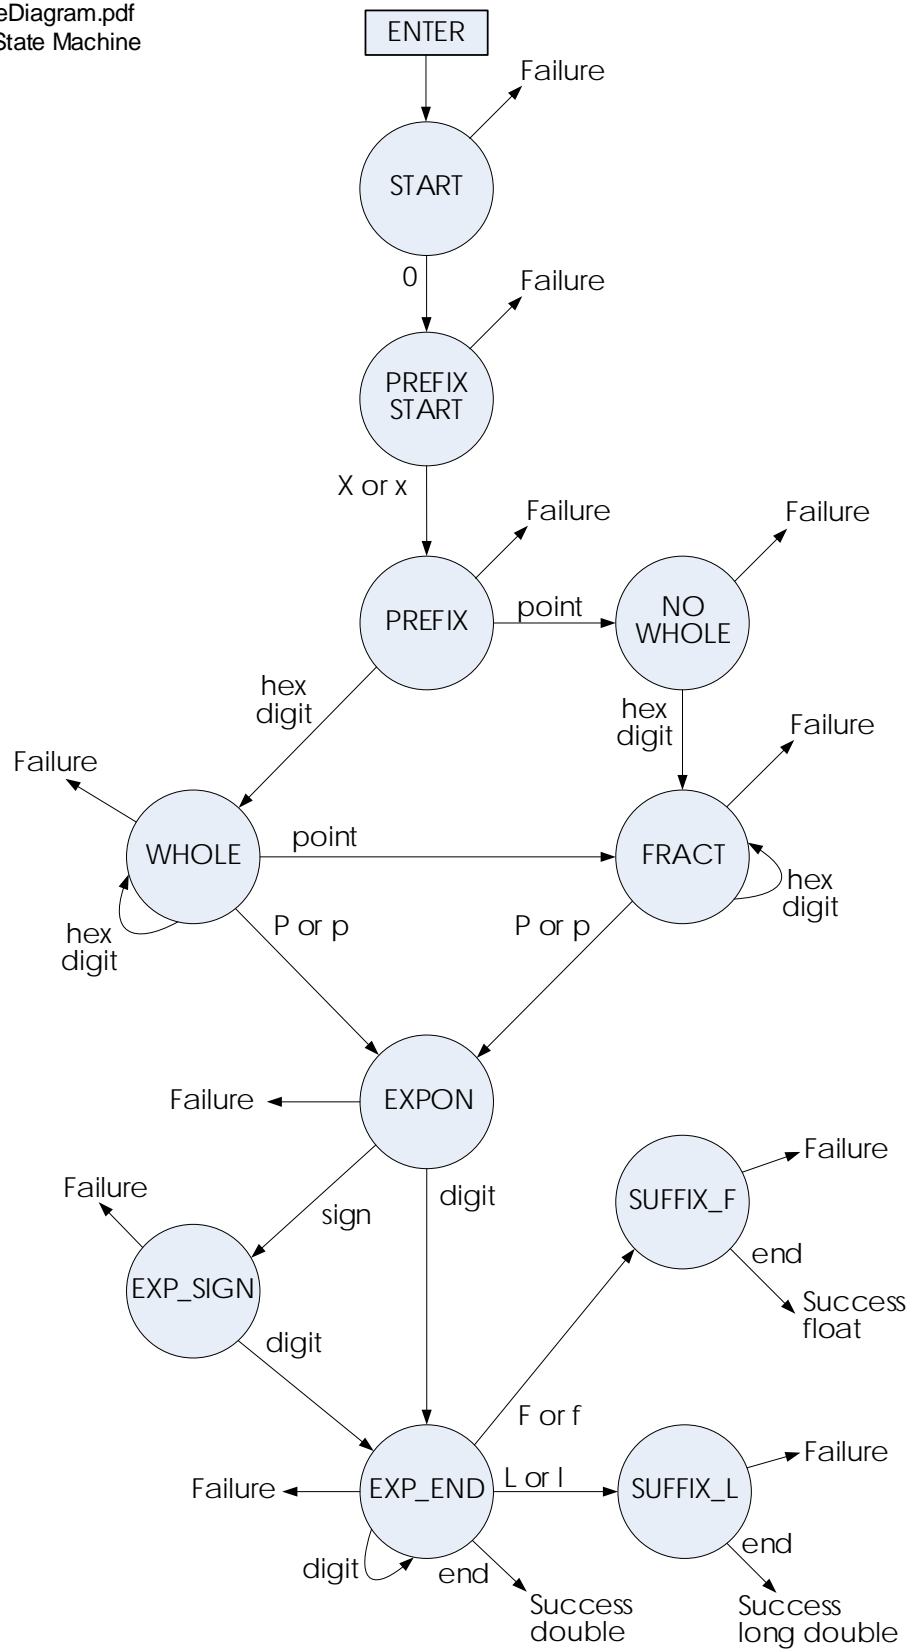 eDiagram.pdf
State Machine
ENTER
Failure
START
0
Failure
PREFIX
START
X or x
Failure
Failure
PREFIX
point
NO
WHOLE
hex
digit
hex
digit
Failure
Failure
WHOLE
point
FRACT
hex
digit
hex
digit
P or p
P or p
Failure
EXPON
Failure
Failure
sign
digit
SUFFIX_F
end
Success
float
EXP_SIGN
digit
F or f
Failure
Failure
EXP_END
L or l
SUFFIX_L
digit
end
Success
double
end
Success
long double